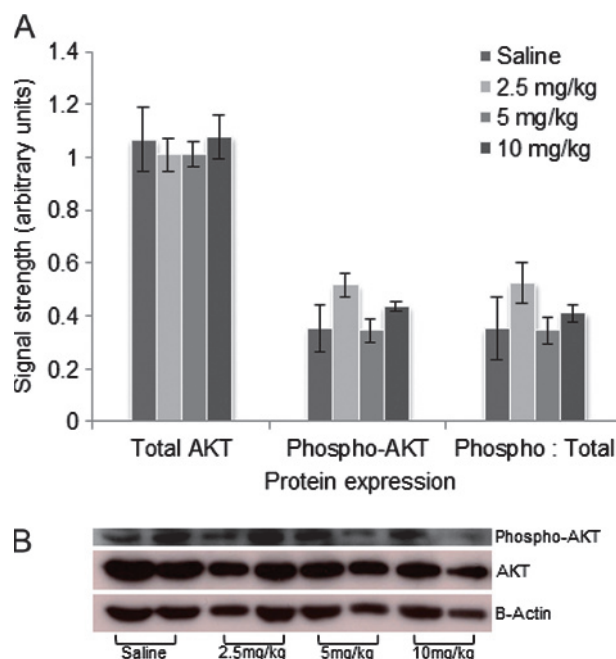 A
Signal strength (arbitrary units)
1.4
1.2
1
0.8
0.6
0.4
0.2
0
Saline
2.5 mg/kg
5 mg/kg
10 mg/kg
Total AKT
Phospho-AKT
Phospho : Total
Protein expression
B
Phospho-AKT
AKT
B-Actin
Saline
2.5mg/kg
5mg/kg
10mg/kg